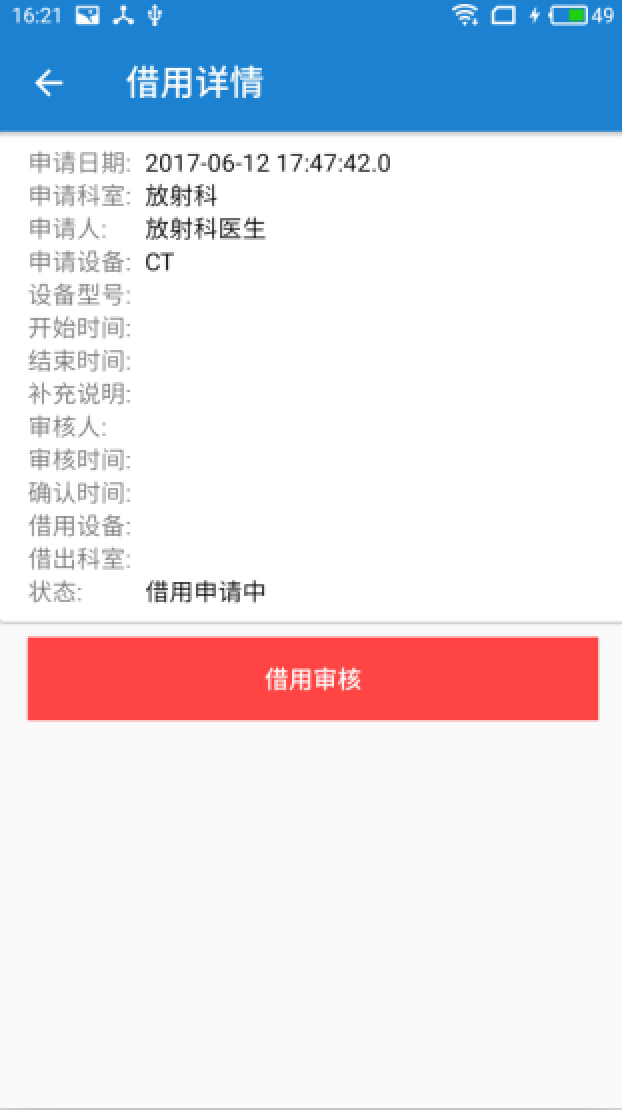 16:21 49
借用详情
申请日期: 2017-06-12 17:47:42.0
申请科室: 放射科
申请人: 放射科医生
申请设备: CT
设备型号:
开始时间:
结束时间:
补充说明:
审核人:
审核时间:
确认时间:
借用设备:
借出科室:
状态: 借用申请中
借用审核